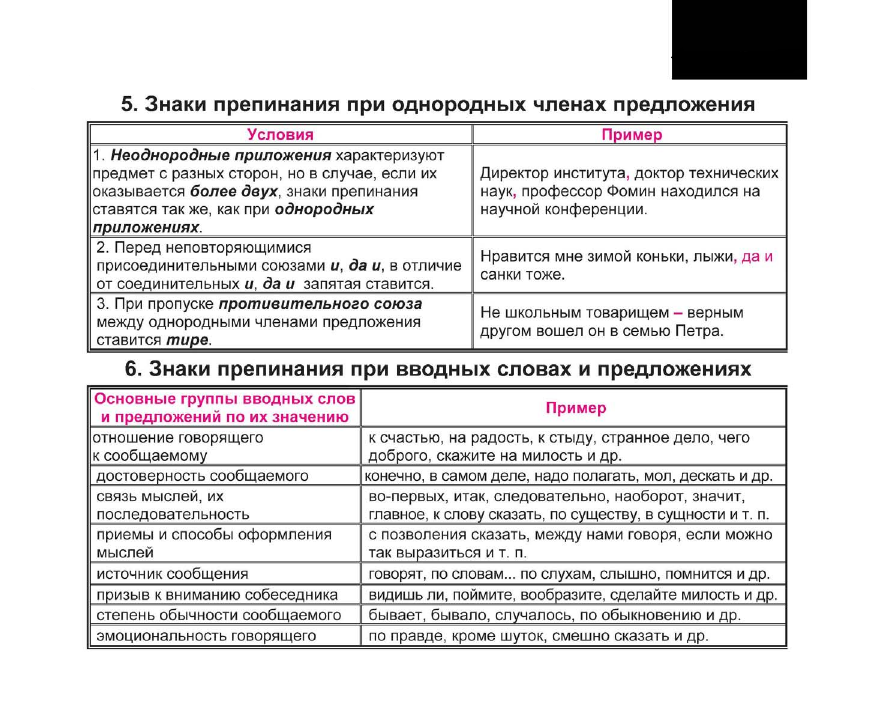 5. Знаки препинания при однородных членах предложения
Условия
Пример
1. Неоднородные приложения характеризуют
предмет с разных сторон, но в случае, если их
оказывается более двух, знаки препинания
ставятся так же, как при однородных
приложениях.
Директор института, доктор технических
наук, профессор Фомин находился на
научной конференции.
2. Перед неповторяющимися
присоединительными союзами и, да и, в отличие
от соединительных и, да и запятая ставится.
Нравится мне зимой коньки, лыжи, да и
санки тоже.
3. При пропуске противительного союза
между однородными членами предложения
ставится тире.
Не школьным товарищем – верным
другом вошел он в семью Петра.
6. Знаки препинания при вводных словах и предложениях
Основные группы вводных слов
и предложений по их значению
Пример
отношение говорящего
к сообщаемому
к счастью, на радость, к стыду, странное дело, чего
доброго, скажите на милость и др.
достоверность сообщаемого
конечно, в самом деле, надо полагать, мол, дескать и др.
связь мыслей, их
последовательность
во-первых, итак, следовательно, наоборот, значит,
главное, к слову сказать, по существу, в сущности и т. п.
приемы и способы оформления
мыслей
с позволения сказать, между нами говоря, если можно
так выразиться и т. п.
источник сообщения
говорят, по словам... по слухам, слышно, помнится и др.
призыв к вниманию собеседника
видишь ли, поймите, вообразите, сделайте милость и др.
степень обычности сообщаемого
бывает, бывало, случалось, по обыкновению и др.
эмоциональность говорящего
по правде, кроме шуток, смешно сказать и др.